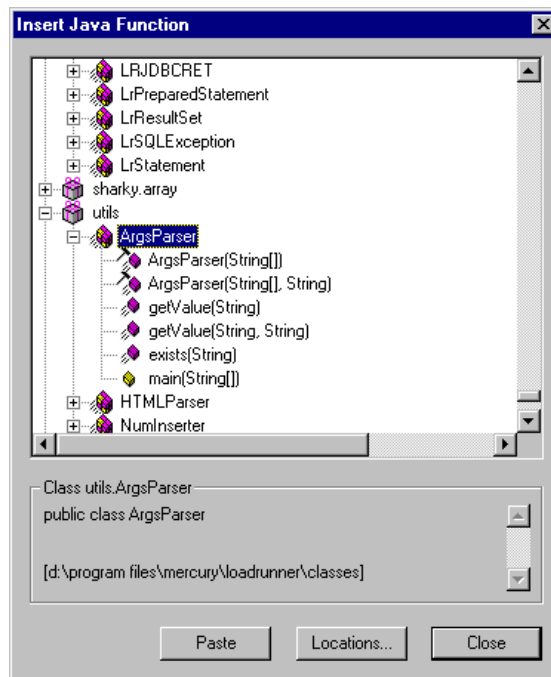 Insert Java Function
LRJDBCRET
LrPreparedStatement
LrResultSet
LrSQLException
LrStatement
sharky.array
utils
ArgsParser
ArgsParser(String[])
ArgsParser(String[], String)
getValue(String)
getValue(String, String)
exists(String)
main(String[])
HTMLParser
NumInserter
Class utils.ArgsParser
public class ArgsParser
[d:\program files\mercury\loadrunner\classes]
Paste Locations... Close